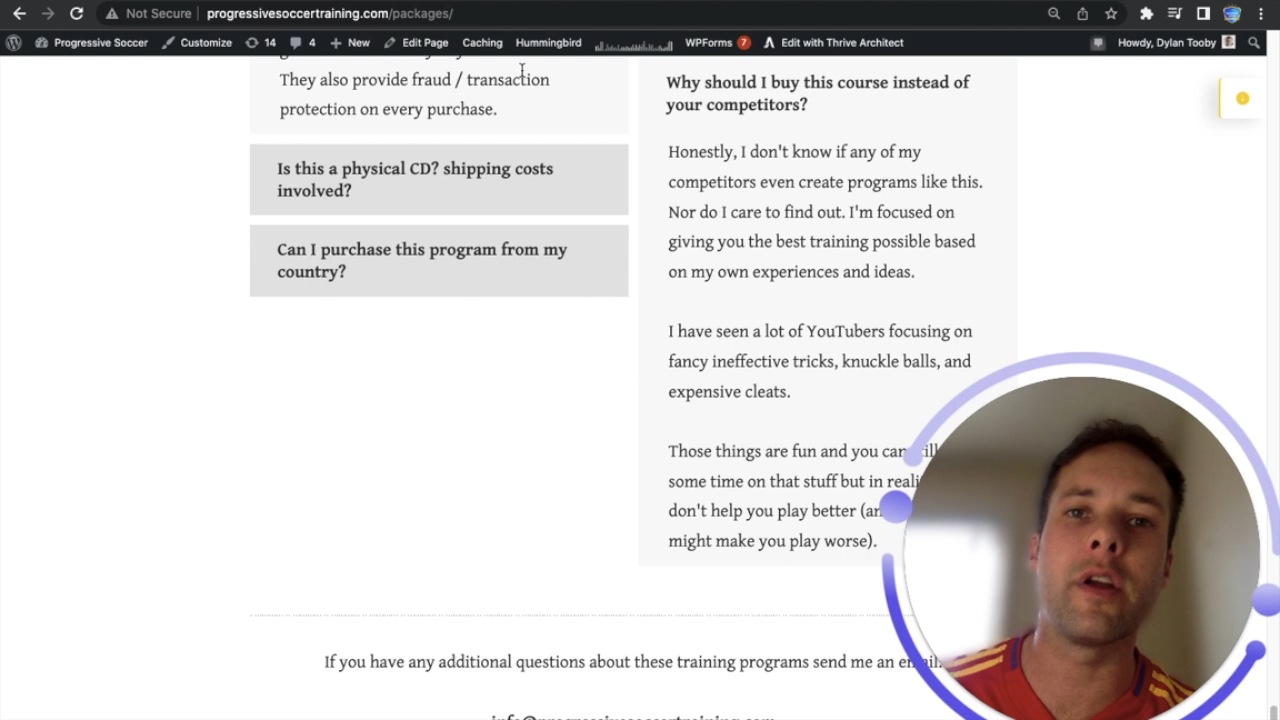 Not Secure
progressivesoccertraining.com/packages/
Progressive Soccer
Customize
14
4
New
Edit Page
Caching
Hummingbird
WPForms 7
Edit with Thrive Architect
Howdy, Dylan Tooby
They also provide fraud / transaction
protection on every purchase.
Is this a physical CD? shipping costs
involved?
Can I purchase this program from my
country?
Why should I buy this course instead of
your competitors?
Honestly, I don't know if any of my
competitors even create programs like this.
Nor do I care to find out. I'm focused on
giving you the best training possible based
on my own experiences and ideas.
I have seen a lot of YouTubers focusing on
fancy ineffective tricks, knuckle balls, and
expensive cleats.
Those things are fun and you can
some time on that stuff but in
don't help you play better
might make you play worse).
If you have any additional questions about these training programs send me an
info@progressivesoccertraining.com